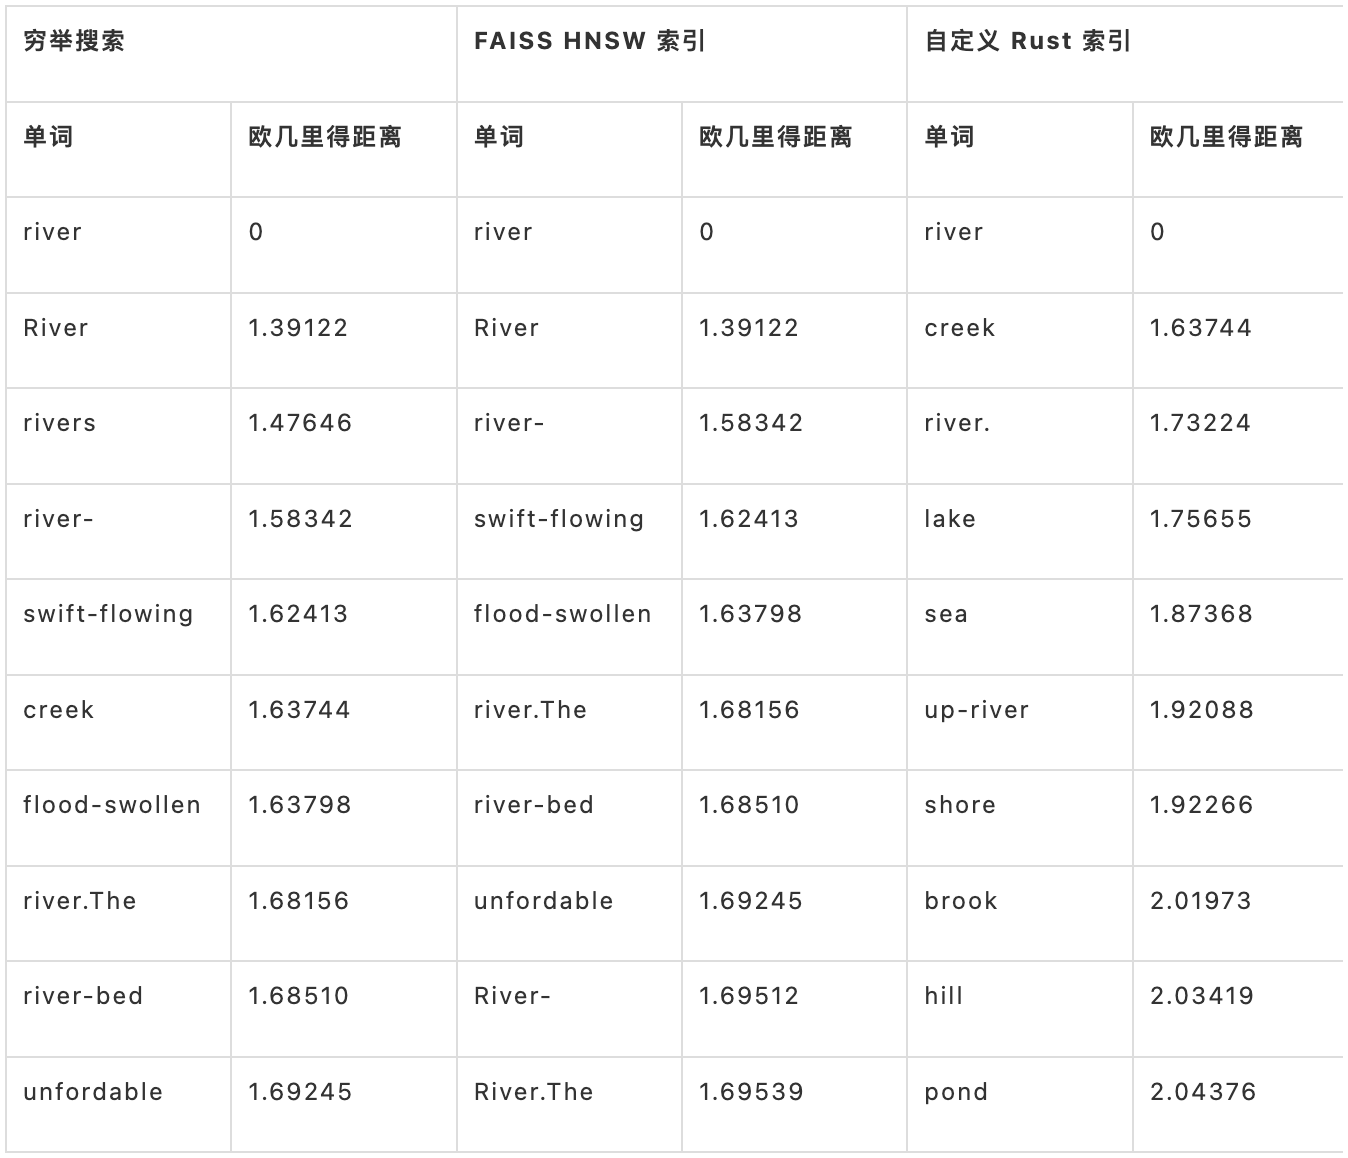 穷举搜索 FAISS HNSW 索引 自定义 Rust 索引
单词 欧几里得距离 单词 欧几里得距离 单词 欧几里得距离
river 0 river 0 river 0
River 1.39122 River 1.39122 creek 1.63744
rivers 1.47646 river- 1.58342 river. 1.73224
river- 1.58342 swift-flowing 1.62413 lake 1.75655
swift-flowing 1.62413 flood-swollen 1.63798 sea 1.87368
creek 1.63744 river.The 1.68156 up-river 1.92088
flood-swollen 1.63798 river-bed 1.68510 shore 1.92266
river.The 1.68156 unfordable 1.69245 brook 2.01973
river-bed 1.68510 River- 1.69512 hill 2.03419
unfordable 1.69245 River.The 1.69539 pond 2.04376